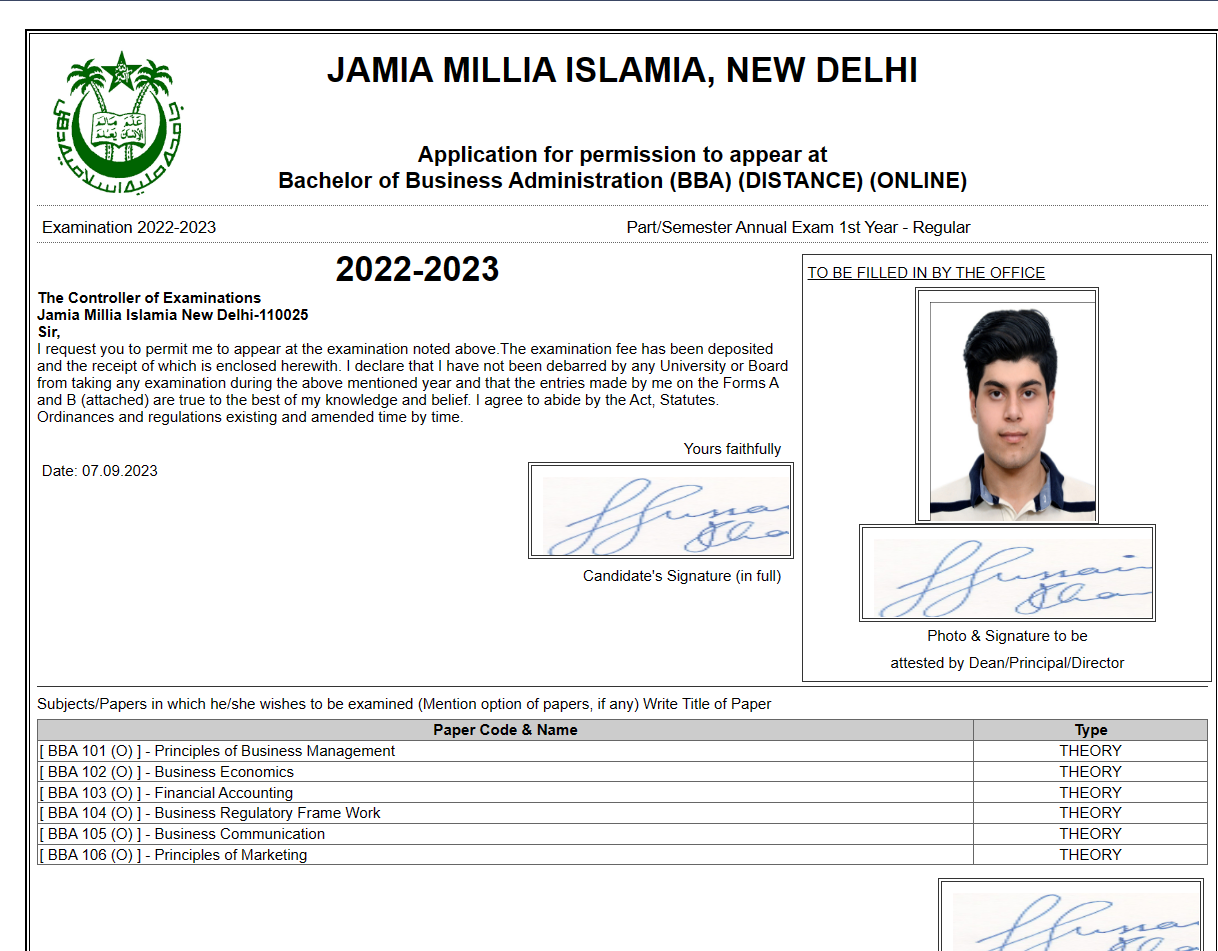 JAMIA MILLIA ISLAMIA, NEW DELHI
Application for permission to appear at
Bachelor of Business Administration (BBA) (DISTANCE) (ONLINE)
Examination 2022-2023
Part/Semester Annual Exam 1st Year - Regular
2022-2023
The Controller of Examinations
Jamia Millia Islamia New Delhi-110025
Sir,
I request you to permit me to appear at the examination noted above.The examination fee has been deposited
and the receipt of which is enclosed herewith. I declare that I have not been debarred by any University or Board
from taking any examination during the above mentioned year and that the entries made by me on the Forms A
and B (attached) are true to the best of my knowledge and belief. I agree to abide by the Act, Statutes.
Ordinances and regulations existing and amended time by time.
Yours faithfully
Date: 07.09.2023
Candidate's Signature (in full)
TO BE FILLED IN BY THE OFFICE
Hussain
Photo & Signature to be
attested by Dean/Principal/Director
Subjects/Papers in which he/she wishes to be examined (Mention option of papers, if any) Write Title of Paper
Paper Code & Name Type
[ BBA 101 (O) ] - Principles of Business Management THEORY
[ BBA 102 (O) ] - Business Economics THEORY
[ BBA 103 (O) ] - Financial Accounting THEORY
[ BBA 104 (O) ] - Business Regulatory Frame Work THEORY
[ BBA 105 (O) ] - Business Communication THEORY
[ BBA 106 (O) ] - Principles of Marketing THEORY